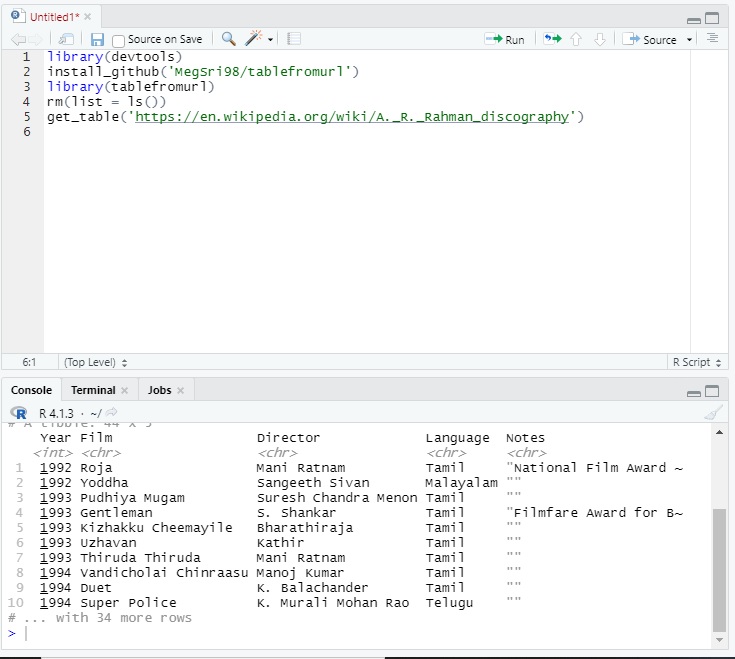 Untitled1*
Source on Save
Run
Source
1 library(devtools)
2 install_github('MegSri98/tablefromurl')
3 library(tablefromurl)
4 rm(list = ls())
5 get_table('https://en.wikipedia.org/wiki/A._R._Rahman_discography')
6
6:1 (Top Level) R Script
Console Terminal Jobs
R 4.1.3 · ~/
# A tibble: 44 x 5
Year Film Director Language Notes
<int> <chr> <chr> <chr> <chr>
1 1992 Roja Mani Ratnam Tamil "National Film Award ~
2 1992 Yoddha Sangeeth Sivan Malayalam ""
3 1993 Pudhiya Mugam Suresh Chandra Menon Tamil ""
4 1993 Gentleman S. Shankar Tamil "Filmfare Award for B~
5 1993 Kizhakku Cheemayile Bharathiraja Tamil ""
6 1993 Uzhavan Kathir Tamil ""
7 1993 Thiruda Thiruda Mani Ratnam Tamil ""
8 1994 Vandicholai Chinraasu Manoj Kumar Tamil ""
9 1994 Duet K. Balachander Tamil ""
10 1994 Super Police K. Murali Mohan Rao Telugu ""
# ... with 34 more rows
>